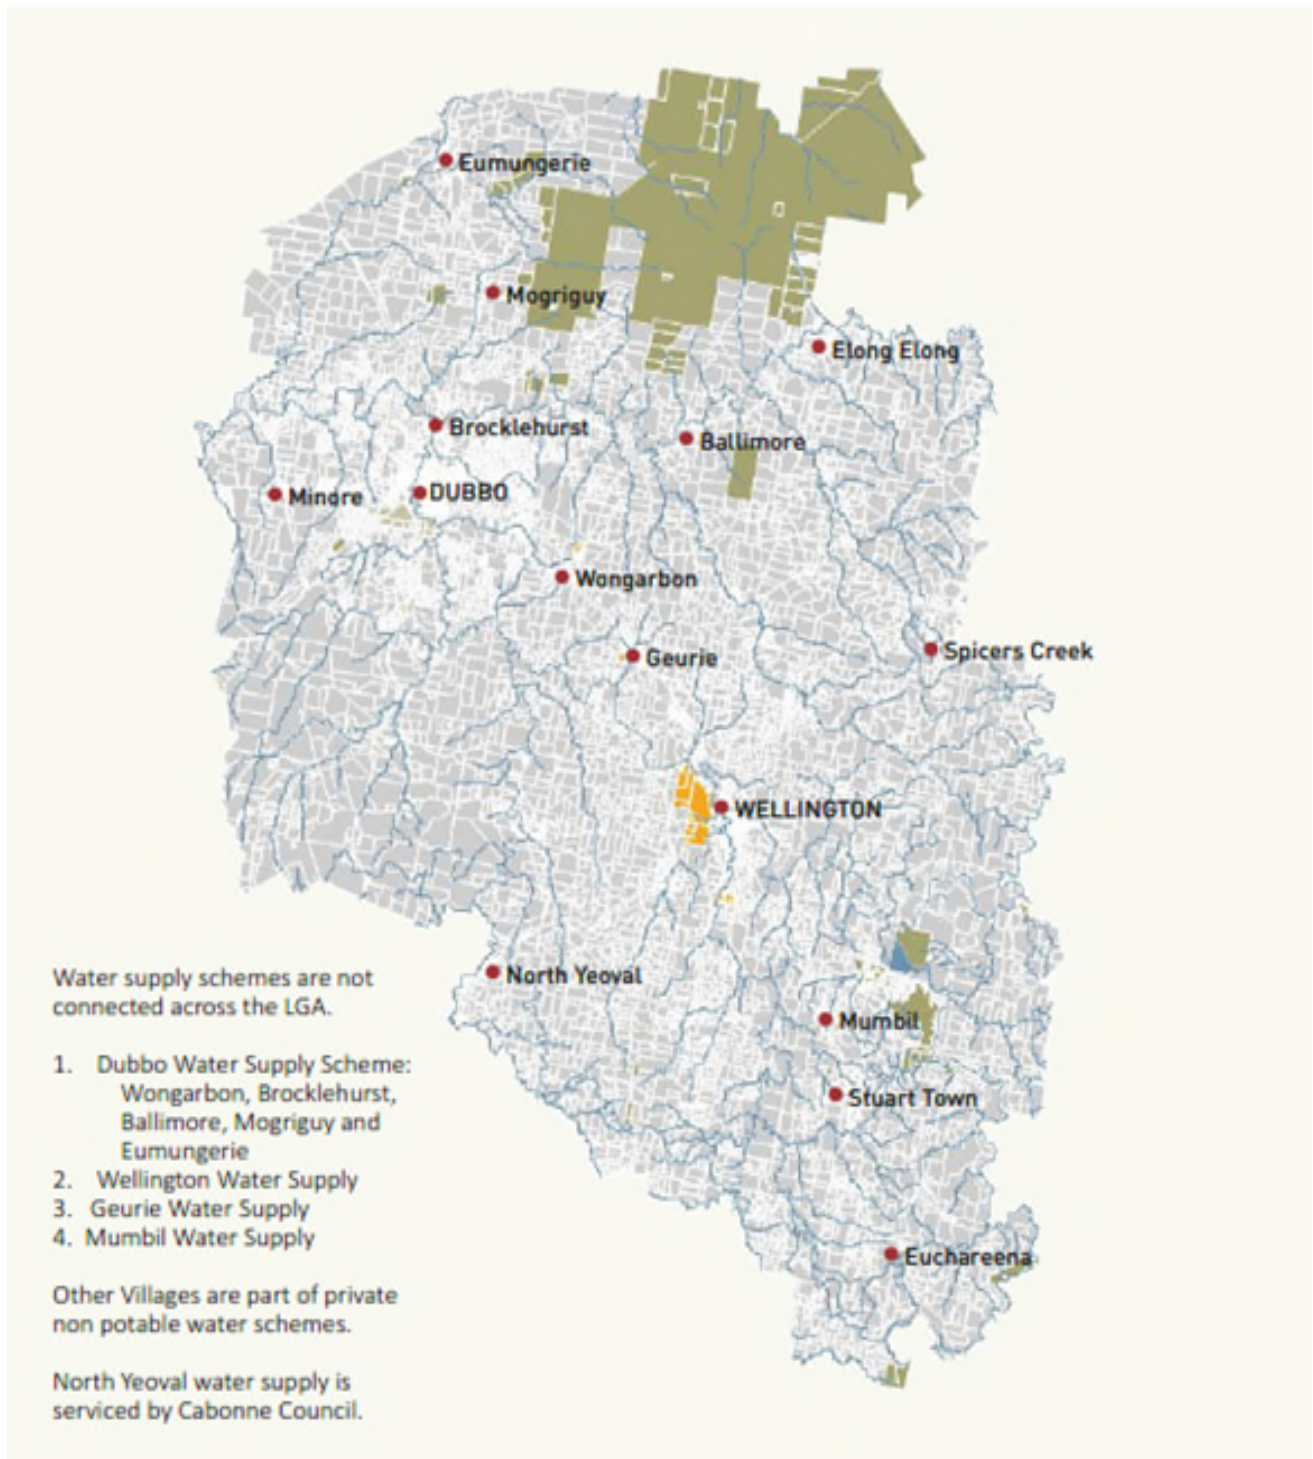 Eumungerie
Mogriguy
Elong Elong
Brocklehurst
Ballimore
Minore
DUBBO
Wongarbon
Geurie
Spicers Creek
WELLINGTON
North Yeoval
Mumbil
Stuart Town
Euchareena
Water supply schemes are not
connected across the LGA.
1. Dubbo Water Supply Scheme:
Wongarbon, Brocklehurst,
Ballimore, Mogriguy and
Eumungerie
2. Wellington Water Supply
3. Geurie Water Supply
4. Mumbil Water Supply
Other Villages are part of private
non potable water schemes.
North Yeoval water supply is
serviced by Cabonne Council.